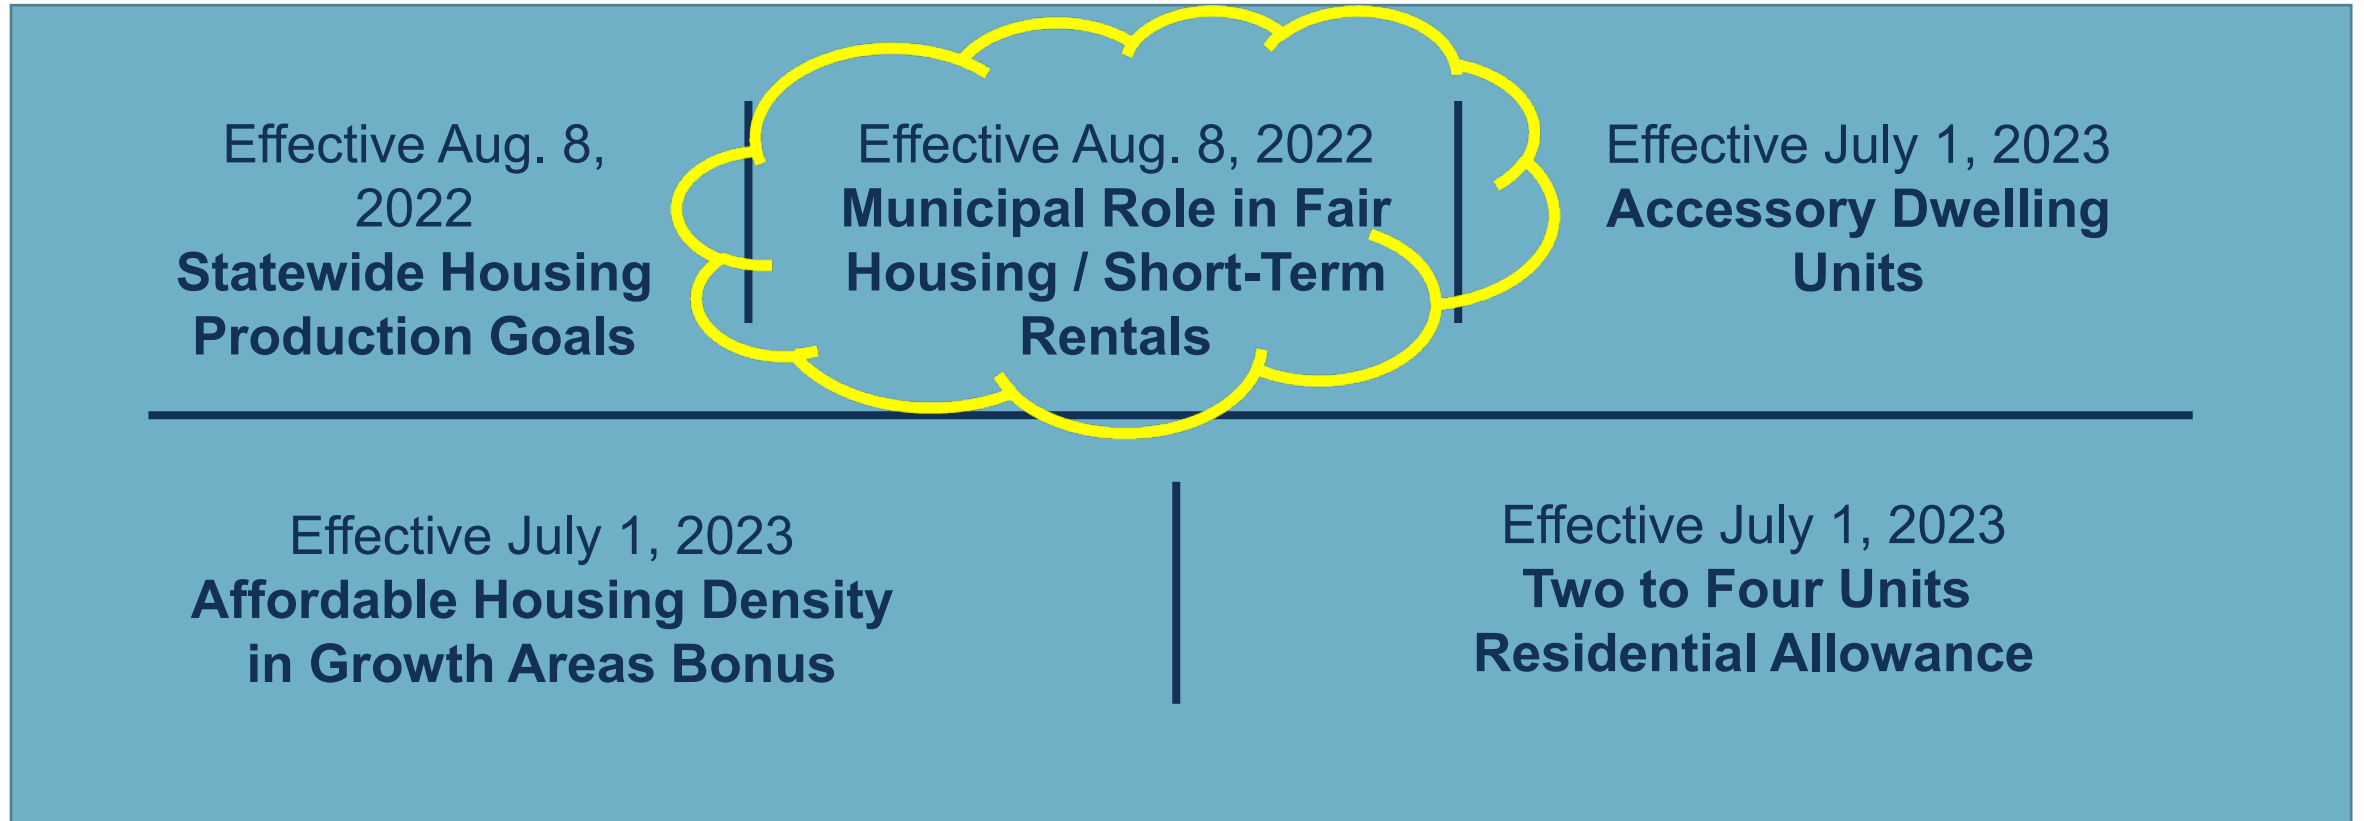 Effective Aug. 8,
2022
Statewide Housing
Production Goals
Effective Aug. 8, 2022
Municipal Role in Fair
Housing / Short-Term
Rentals
Effective July 1, 2023
Accessory Dwelling
Units
Effective July 1, 2023
Affordable Housing Density
in Growth Areas Bonus
Effective July 1, 2023
Two to Four Units
Residential Allowance